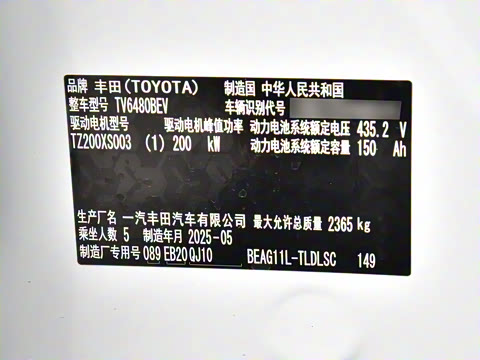 品牌 丰田(TOYOTA) 制造国 中华人民共和国
整车型号 TV6480BEV 车辆识别代号
驱动电机型号 驱动电机峰值功率 动力电池系统额定电压 435.2 V
TZ200XS003 (1) 200 kW 动力电池系统额定容量 150 Ah
生产厂名 一汽丰田汽车有限公司 最大允许总质量 2365 kg
乘坐人数 5 制造年月 2025-05
制造厂专用号 089 EB20 QJ10 BEAG11L-TLDLSC 149